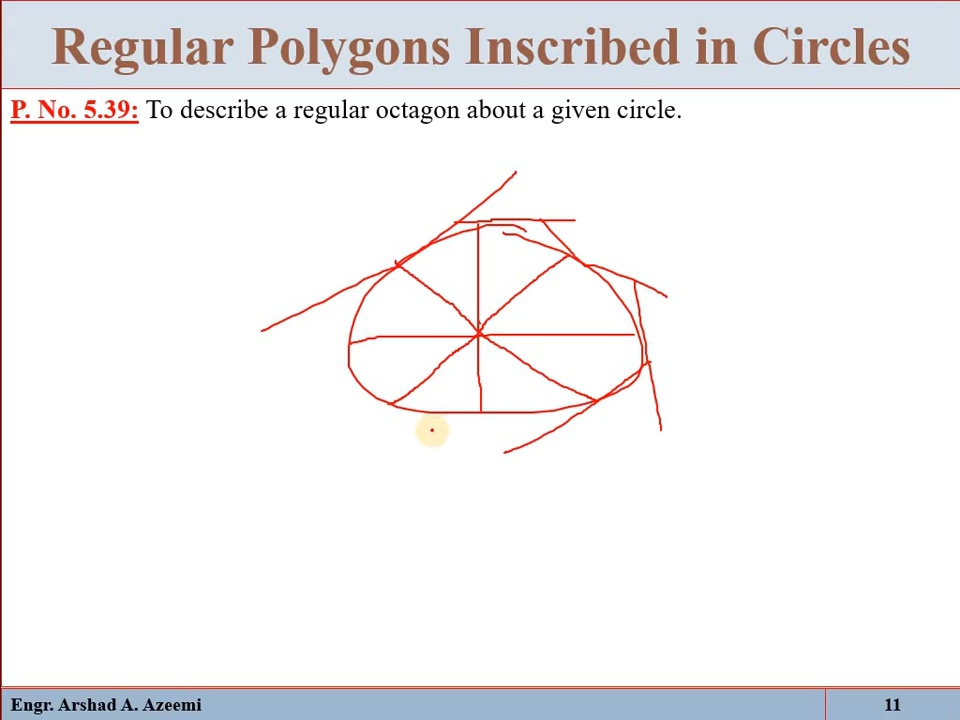 Regular Polygons Inscribed in Circles
P. No. 5.39: To describe a regular octagon about a given circle.
Engr. Arshad A. Azeemi
11